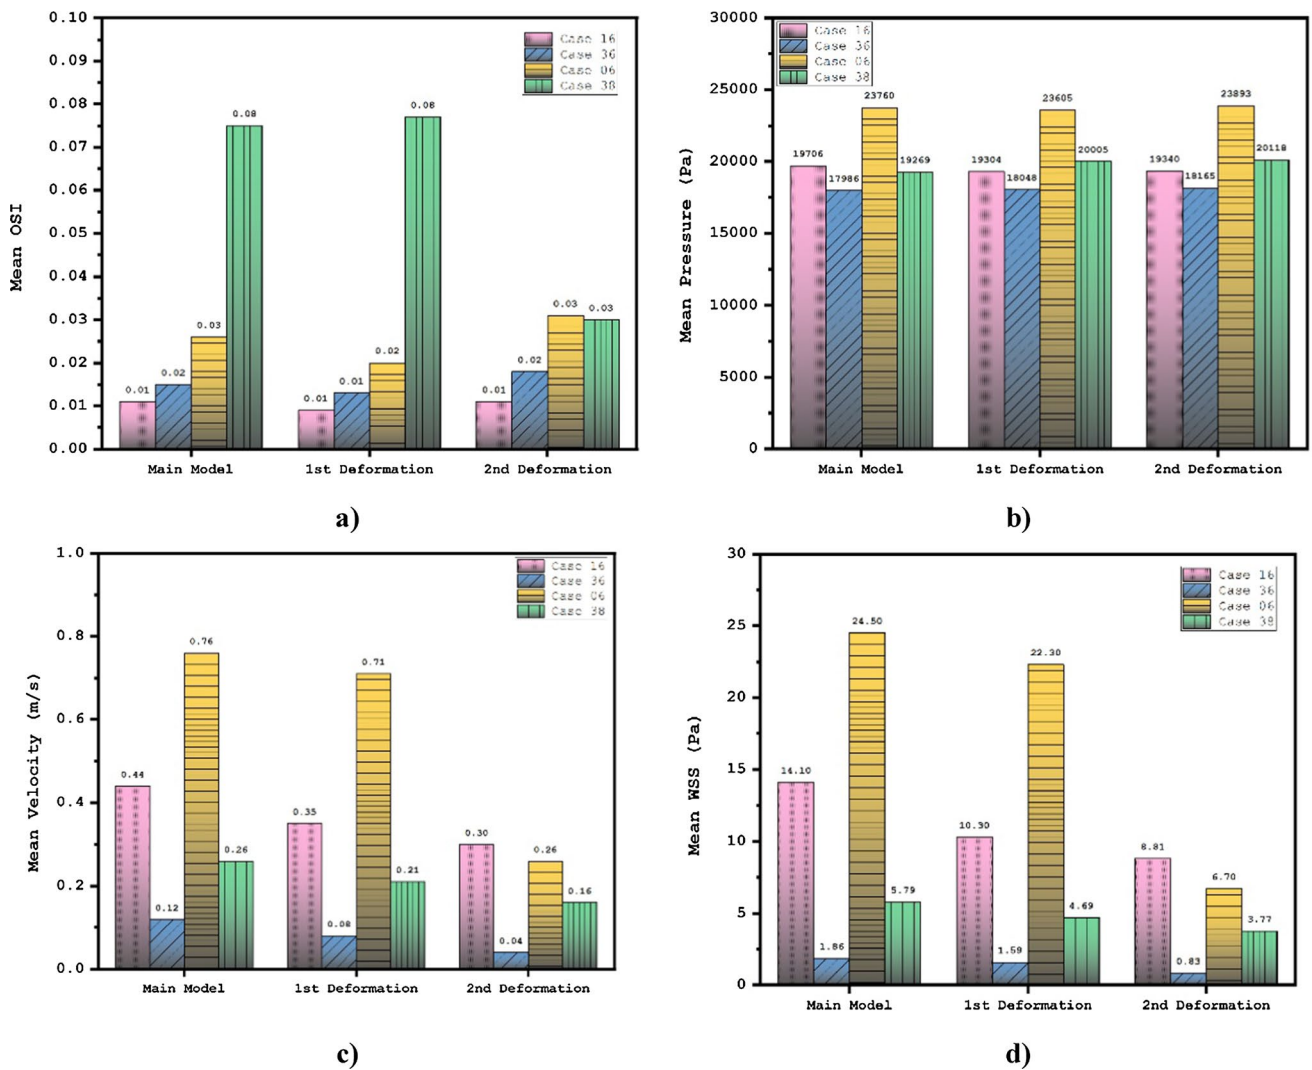 Mean OSI
0.10
0.09
0.08
0.07
0.06
0.05
0.04
0.03
0.02
0.01
0.00
Case 16
Case 36
Case 06
Case 38
0.01 0.02 0.03 0.08
0.01 0.01 0.02 0.08
0.01 0.02 0.03 0.03
Main Model 1st Deformation 2nd Deformation
a)
Mean Pressure (Pa)
30000
25000
20000
15000
10000
5000
0
Case 16
Case 36
Case 06
Case 38
19706 17986 23760 19269
19304 18048 23605 20005
19340 18165 23893 20118
Main Model 1st Deformation 2nd Deformation
b)
Mean Velocity (m/s)
1.0
0.8
0.6
0.4
0.2
0.0
Case 16
Case 36
Case 06
Case 38
0.44 0.12 0.76 0.26
0.35 0.08 0.71 0.21
0.30 0.04 0.26 0.16
Main Model 1st Deformation 2nd Deformation
c)
Mean WSS (Pa)
30
25
20
15
10
5
0
Case 16
Case 36
Case 06
Case 38
14.10 1.86 24.50 5.79
10.30 1.59 22.30 4.69
8.81 0.83 6.70 3.77
Main Model 1st Deformation 2nd Deformation
d)